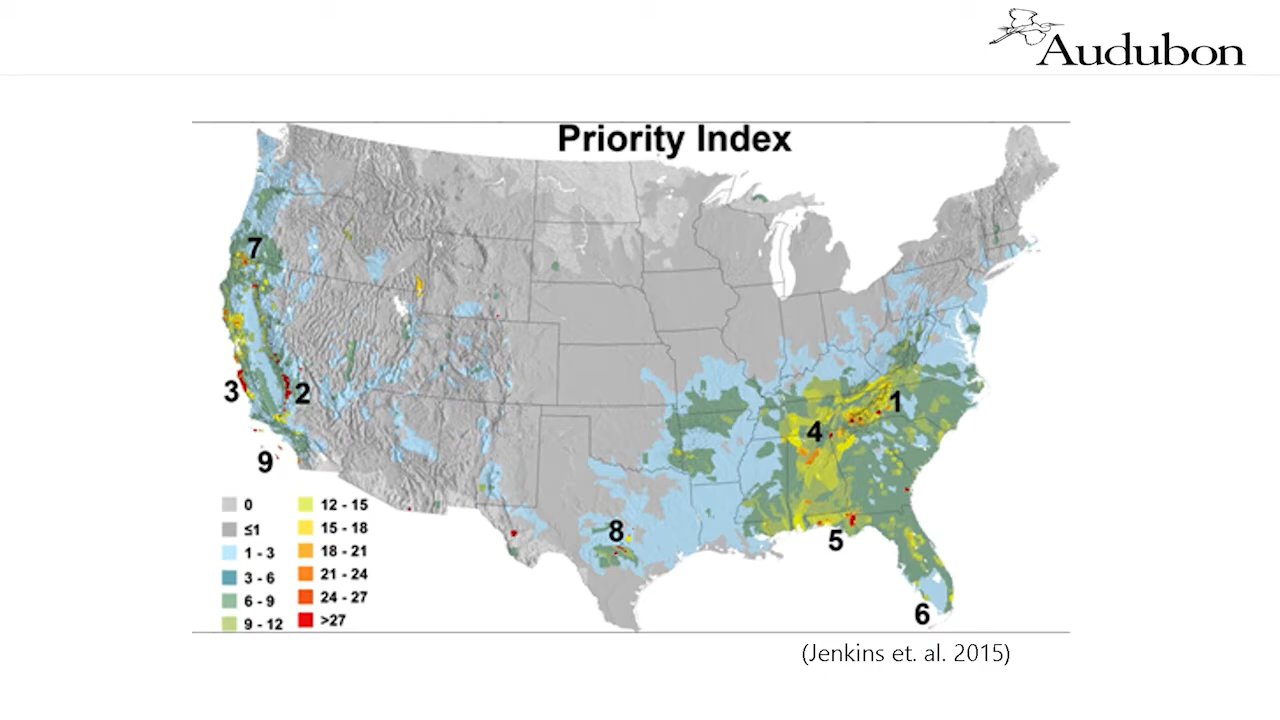 Audubon
Priority Index
7
3
2
1
4
9
8
5
6
0
≤1
1 - 3
3 - 6
6 - 9
9 - 12
12 - 15
15 - 18
18 - 21
21 - 24
24 - 27
>27
(Jenkins et. al. 2015)